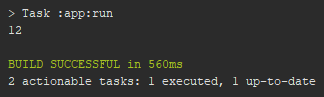 > Task :app:run
12
BUILD SUCCESSFUL in 560ms
2 actionable tasks: 1 executed, 1 up-to-date